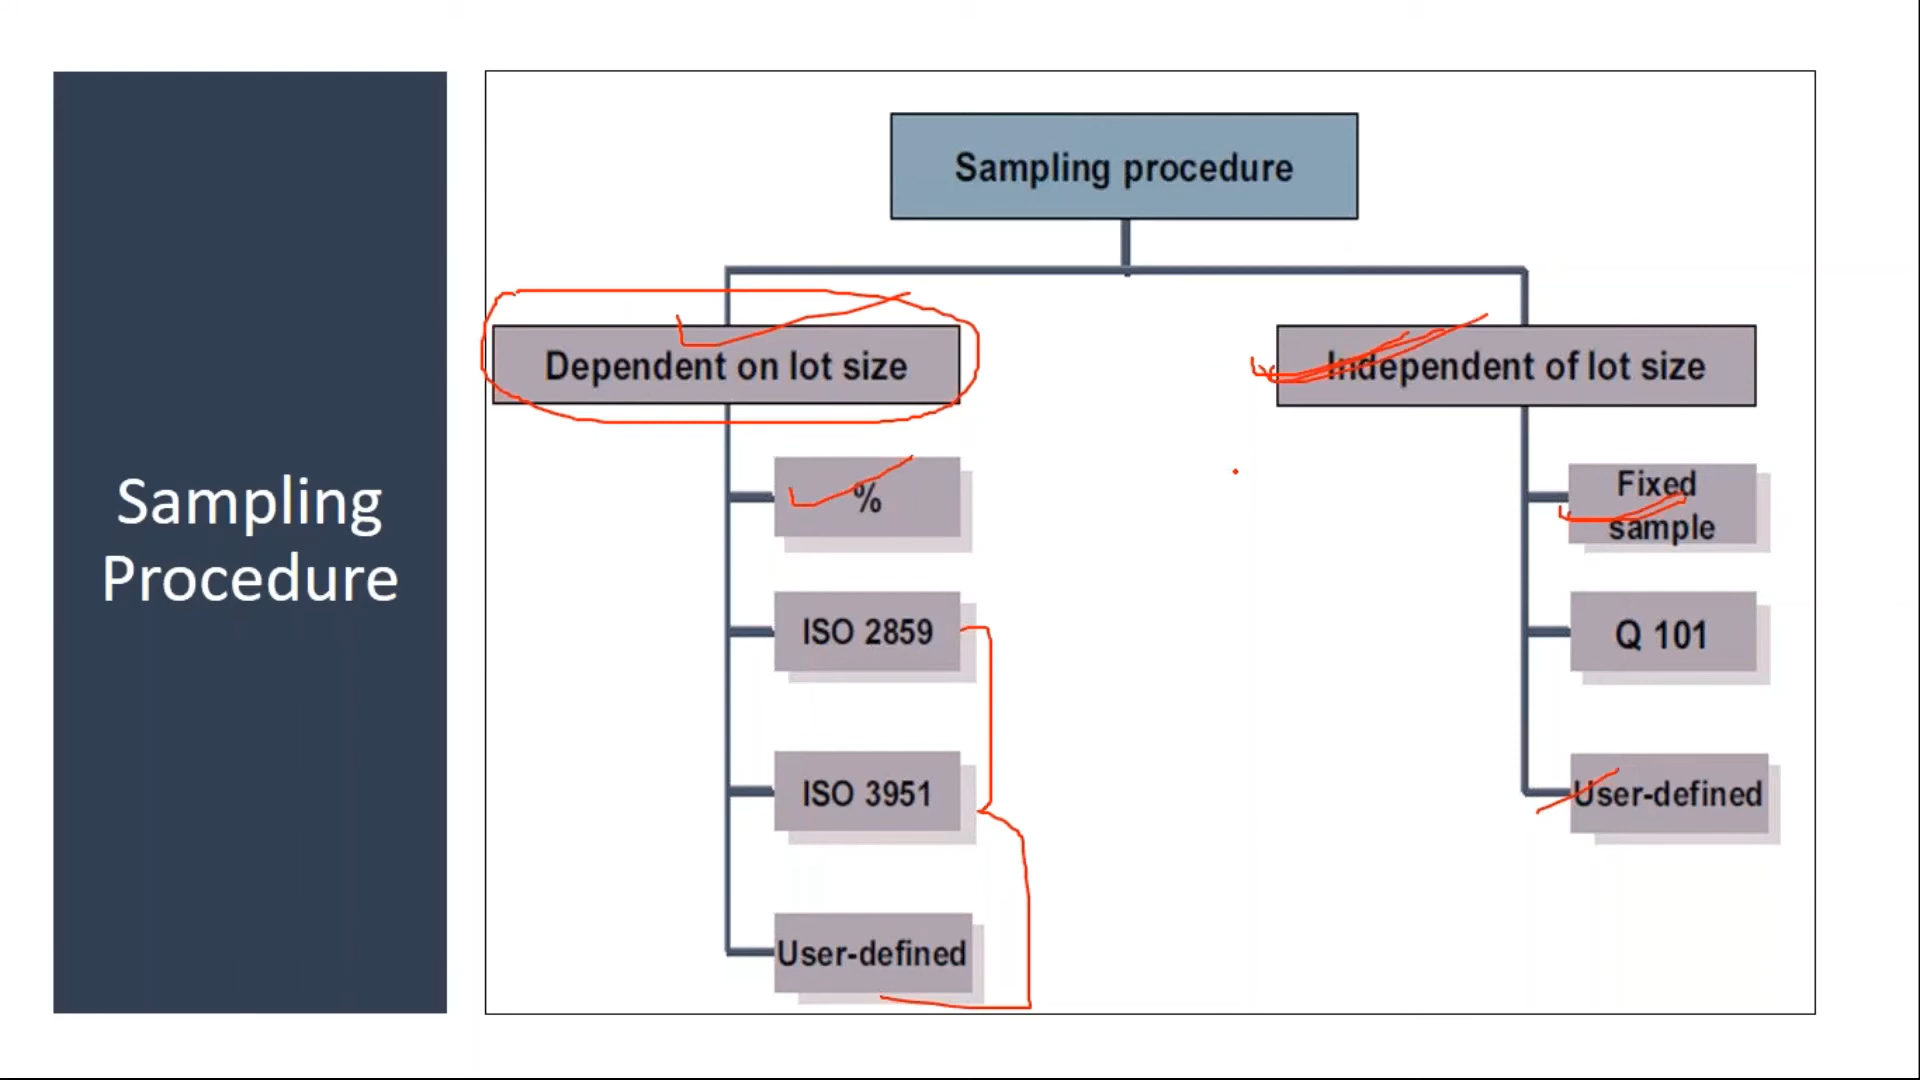 Sampling
Procedure
Sampling procedure
Dependent on lot size
%
ISO 2859
ISO 3951
User-defined
Independent of lot size
Fixed
sample
Q 101
User-defined